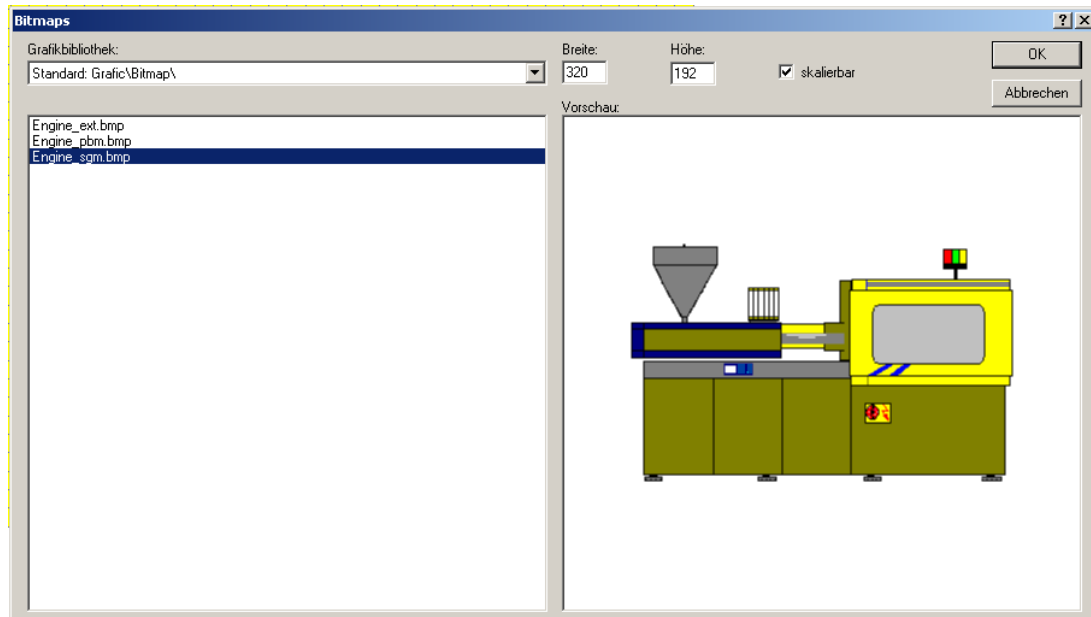 Bitmaps
Grafikbibliothek:
Standard: Grafic\Bitmap\
Breite:
320
Höhe:
192
skalierbar
OK
Abbrechen
Engine_ext.bmp
Engine_pbm.bmp
Engine_sgm.bmp
Vorschau: